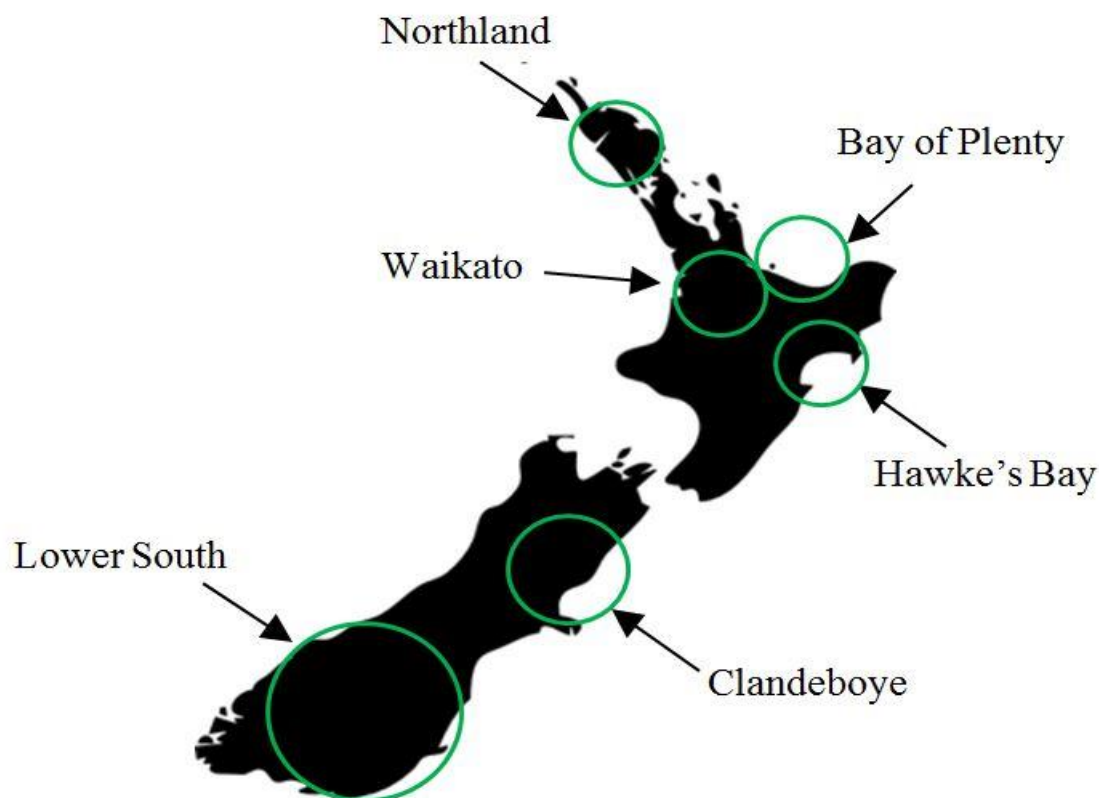 Northland
Bay of Plenty
Waikato
Hawke’s Bay
Lower South
Clandeboye